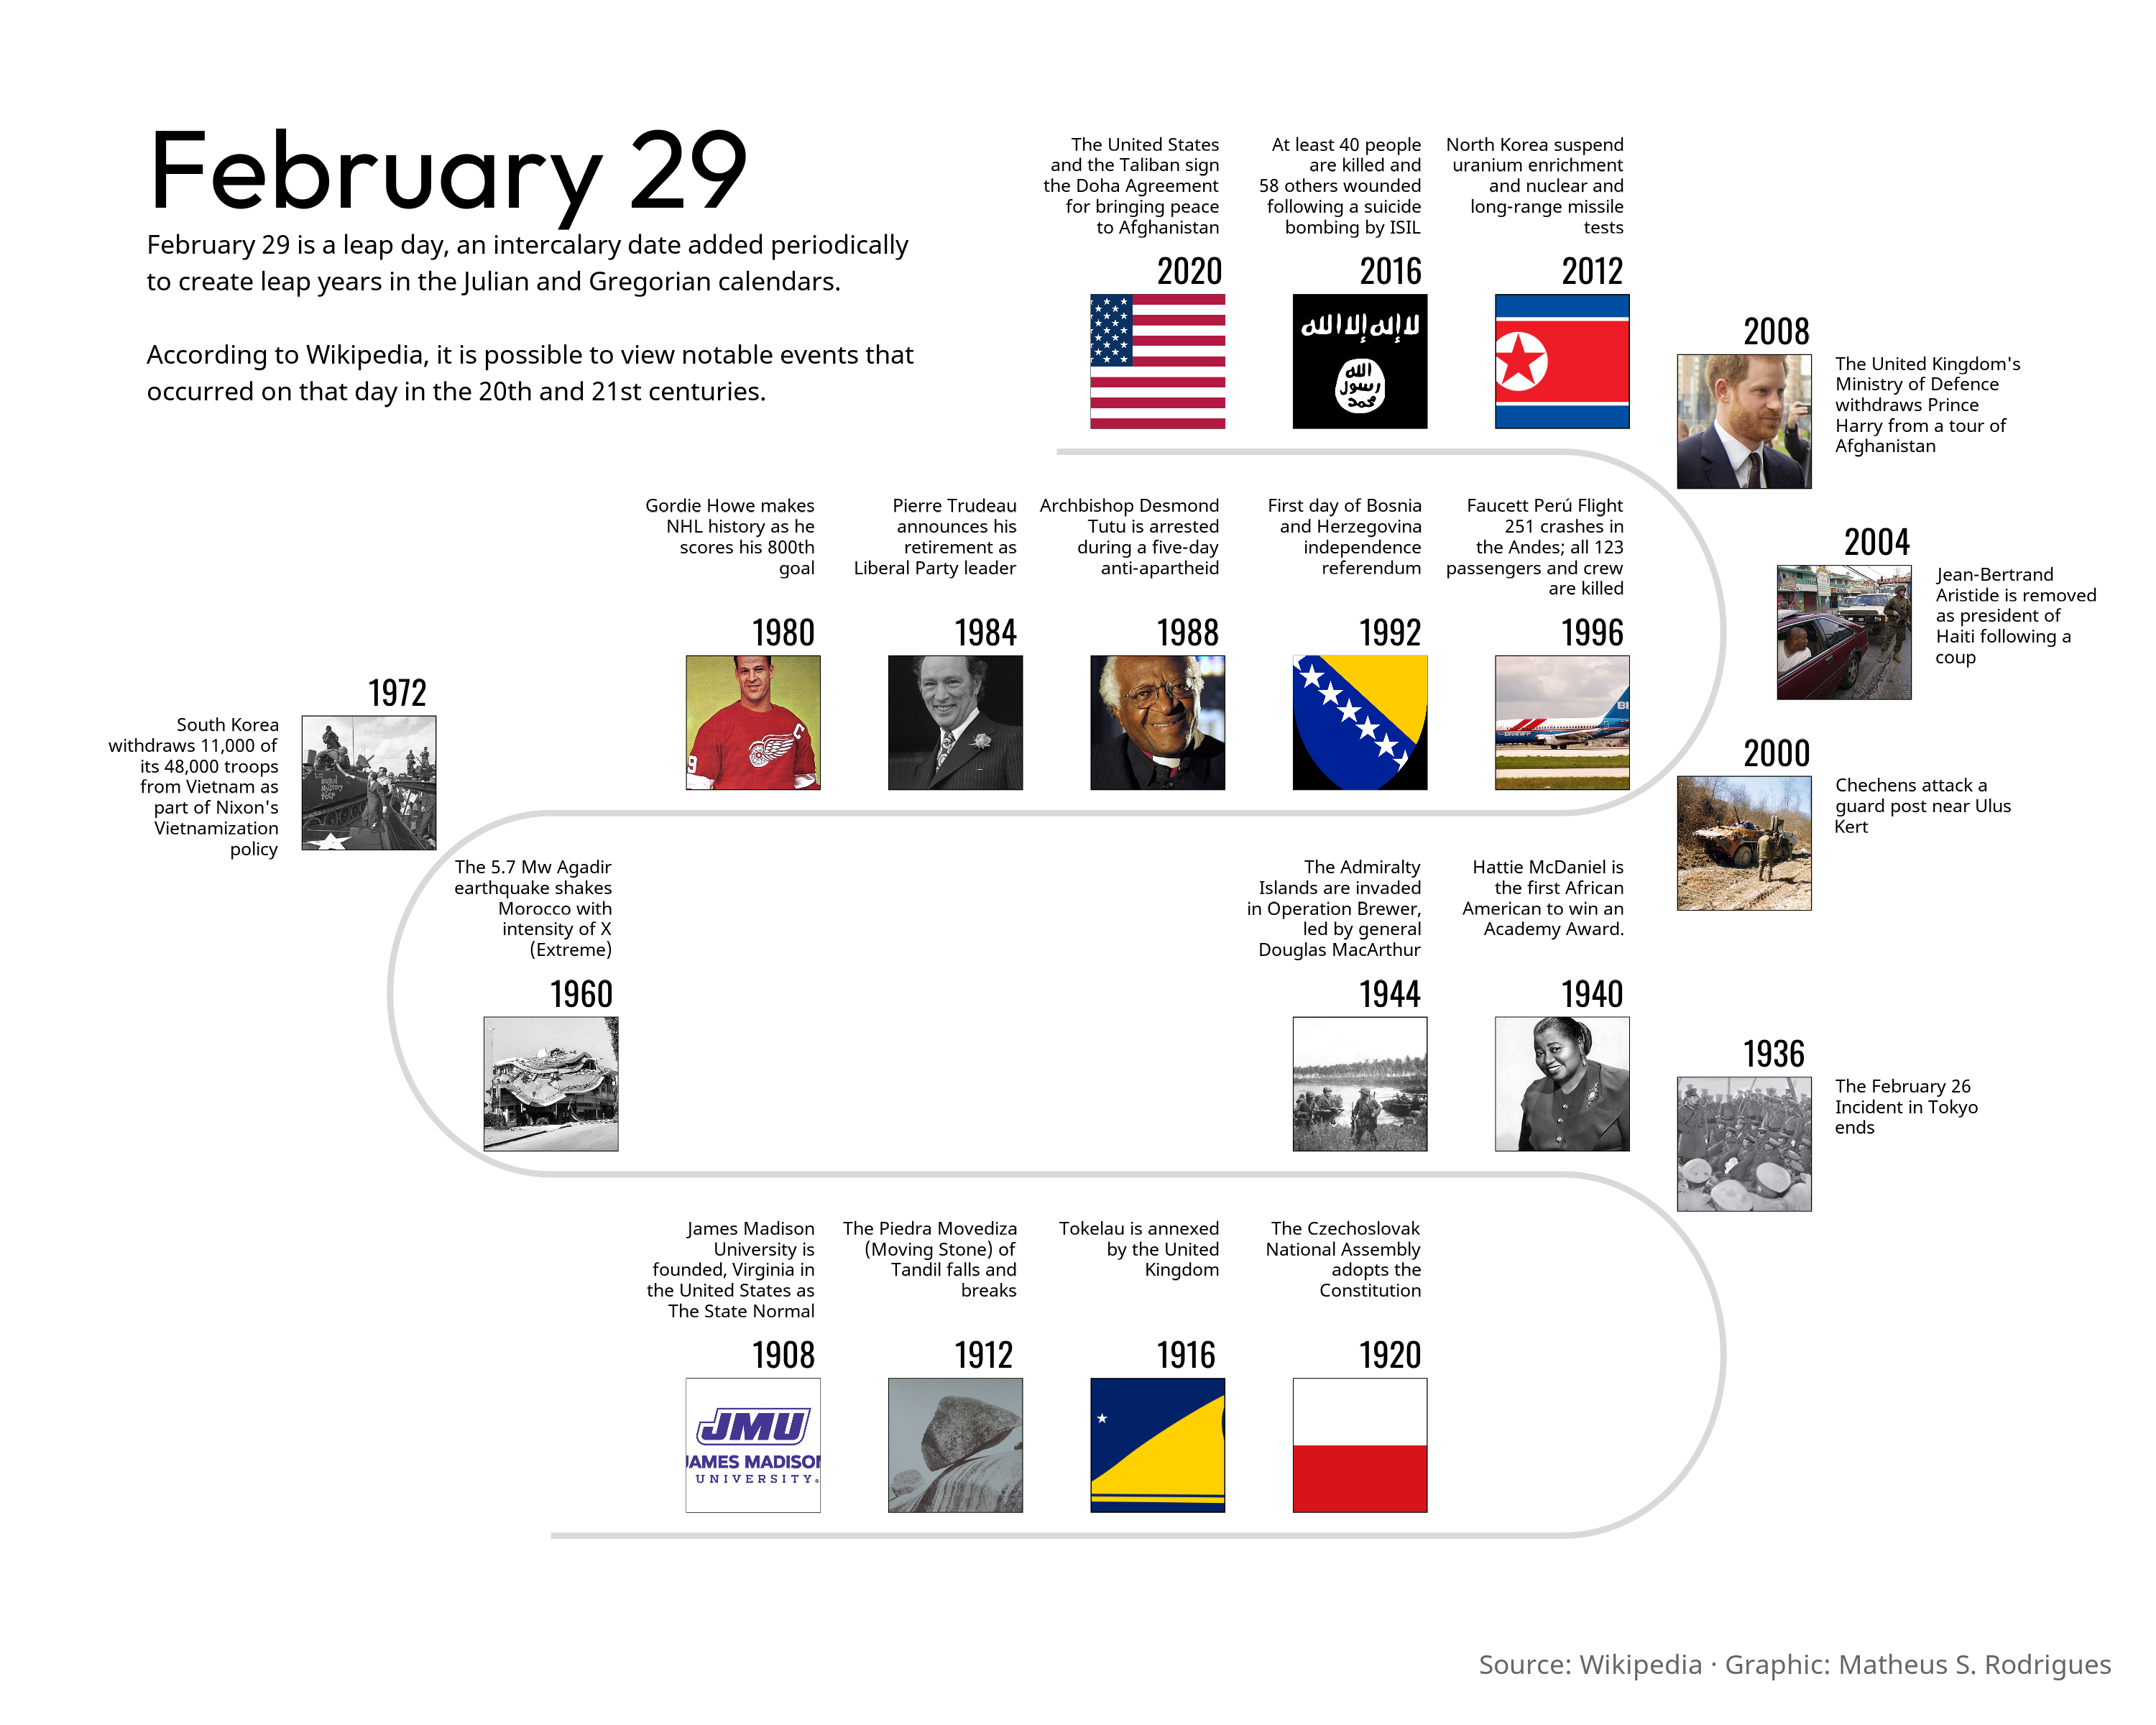 February 29
February 29 is a leap day, an intercalary date added periodically
to create leap years in the Julian and Gregorian calendars.
According to Wikipedia, it is possible to view notable events that
occurred on that day in the 20th and 21st centuries.
The United States
and the Taliban sign
the Doha Agreement
for bringing peace
to Afghanistan
2020
At least 40 people
are killed and
58 others wounded
following a suicide
bombing by ISIL
2016
لا إله إلا الله
الله
رسول
محمد
North Korea suspend
uranium enrichment
and nuclear and
long-range missile
tests
2012
2008
The United Kingdom's
Ministry of Defence
withdraws Prince
Harry from a tour of
Afghanistan
2004
Jean-Bertrand
Aristide is removed
as president of
Haiti following a
coup
2000
Chechens attack a
guard post near Ulus
Kert
Gordie Howe makes
NHL history as he
scores his 800th
goal
1980
C
9
Pierre Trudeau
announces his
retirement as
Liberal Party leader
1984
Archbishop Desmond
Tutu is arrested
during a five-day
anti-apartheid
1988
First day of Bosnia
and Herzegovina
independence
referendum
1992
Faucett Perú Flight
251 crashes in
the Andes; all 123
passengers and crew
are killed
1996
BI
1972
South Korea
withdraws 11,000 of
its 48,000 troops
from Vietnam as
part of Nixon's
Vietnamization
policy
The 5.7 Mw Agadir
earthquake shakes
Morocco with
intensity of X
(Extreme)
1960
The Admiralty
Islands are invaded
in Operation Brewer,
led by general
Douglas MacArthur
1944
Hattie McDaniel is
the first African
American to win an
Academy Award.
1940
1936
The February 26
Incident in Tokyo
ends
James Madison
University is
founded, Virginia in
the United States as
The State Normal
1908
JMU
JAMES MADISON
UNIVERSITY®
The Piedra Movediza
(Moving Stone) of
Tandil falls and
breaks
1912
Tokelau is annexed
by the United
Kingdom
1916
The Czechoslovak
National Assembly
adopts the
Constitution
1920
Source: Wikipedia · Graphic: Matheus S. Rodrigues